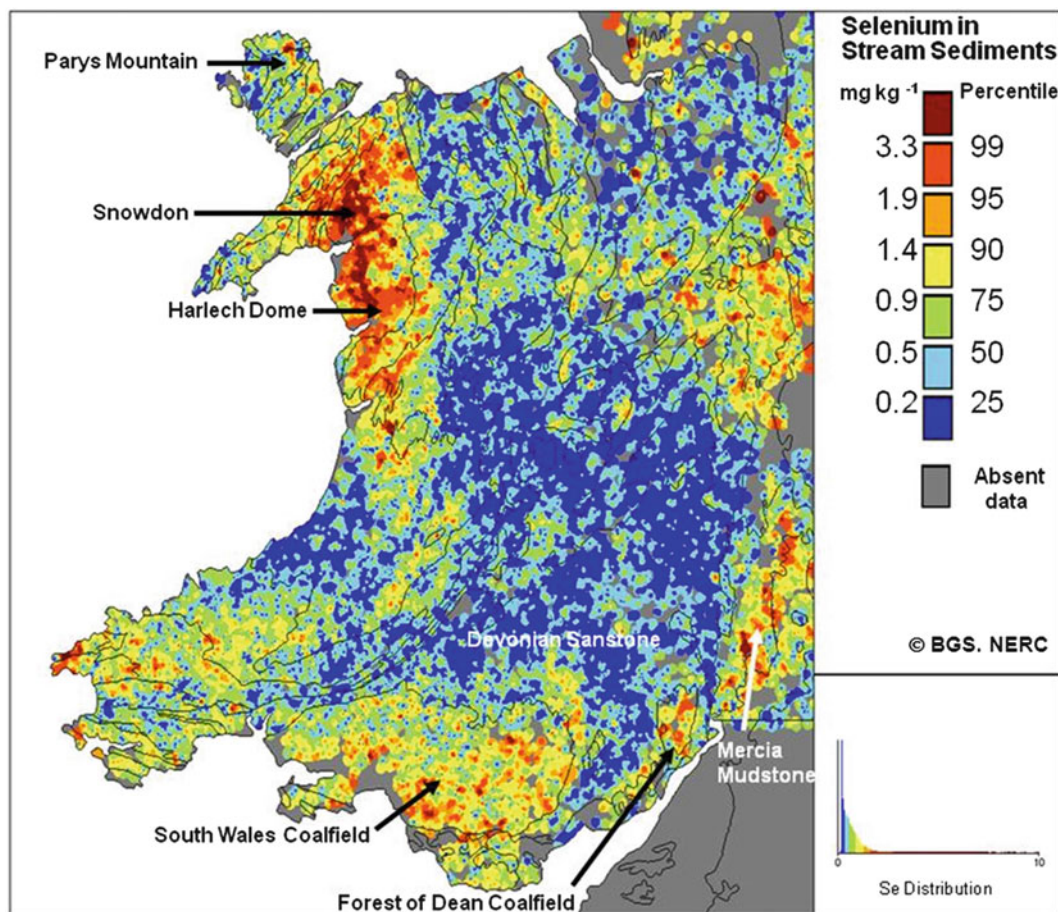 Parys Mountain
Snowdon
Harlech Dome
Devonian Sanstone
Mercia
Mudstone
South Wales Coalfield
Forest of Dean Coalfield
Selenium in
Stream Sediments
mg kg -1 Percentile
3.3 99
1.9 95
1.4 90
0.9 75
0.5 50
0.2 25
Absent
data
© BGS. NERC
0 10
Se Distribution